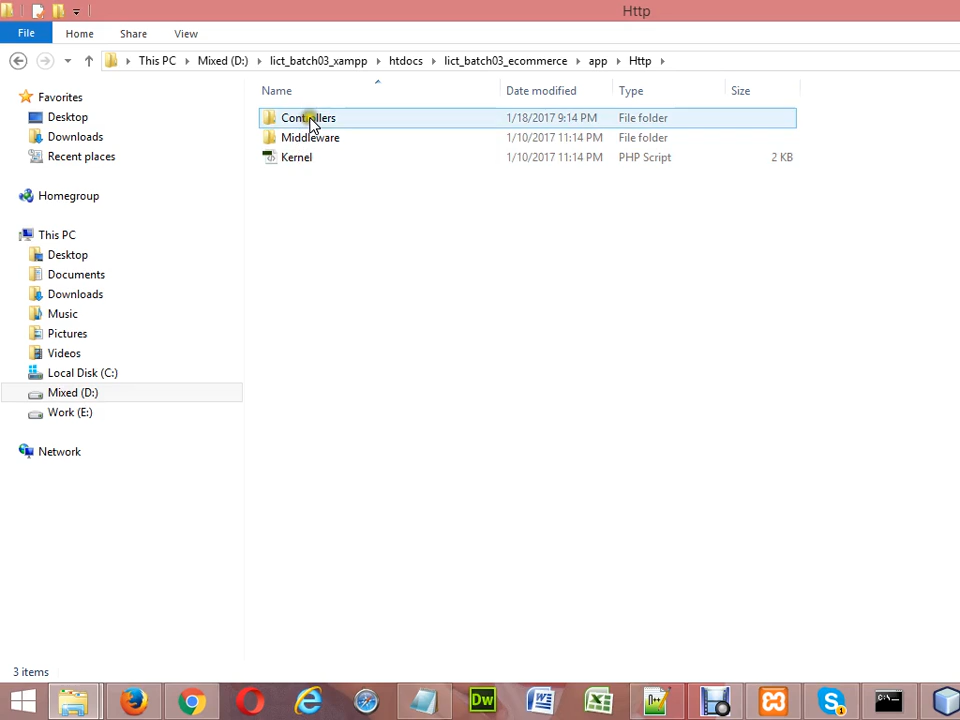 Http
File Home Share View
This PC Mixed (D:) lict_batch03_xampp htdocs lict_batch03_ecommerce app Http
Name Date modified Type Size
Controllers 1/18/2017 9:14 PM File folder
Middleware 1/10/2017 11:14 PM File folder
Kernel 1/10/2017 11:14 PM PHP Script 2 KB
Favorites
Desktop
Downloads
Recent places
Homegroup
This PC
Desktop
Documents
Downloads
Music
Pictures
Videos
Local Disk (C:)
Mixed (D:)
Work (E:)
Network
3 items
Dw